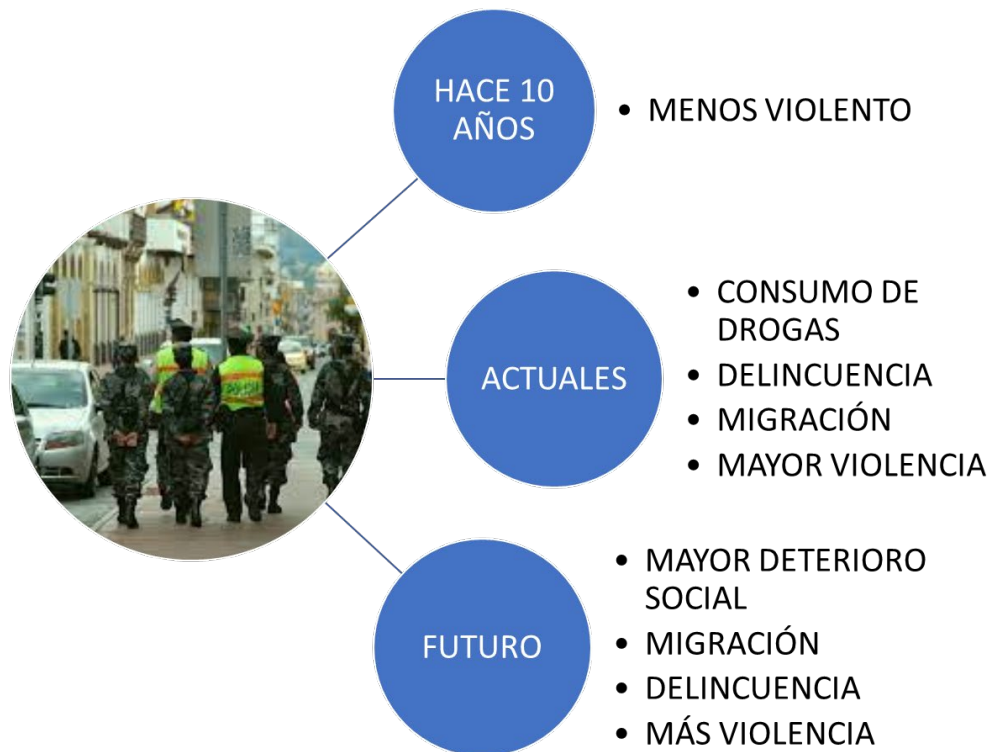 HACE 10
AÑOS
• MENOS VIOLENTO
ACTUALES
• CONSUMO DE
DROGAS
• DELINCUENCIA
• MIGRACIÓN
• MAYOR VIOLENCIA
FUTURO
• MAYOR DETERIORO
SOCIAL
• MIGRACIÓN
• DELINCUENCIA
• MÁS VIOLENCIA